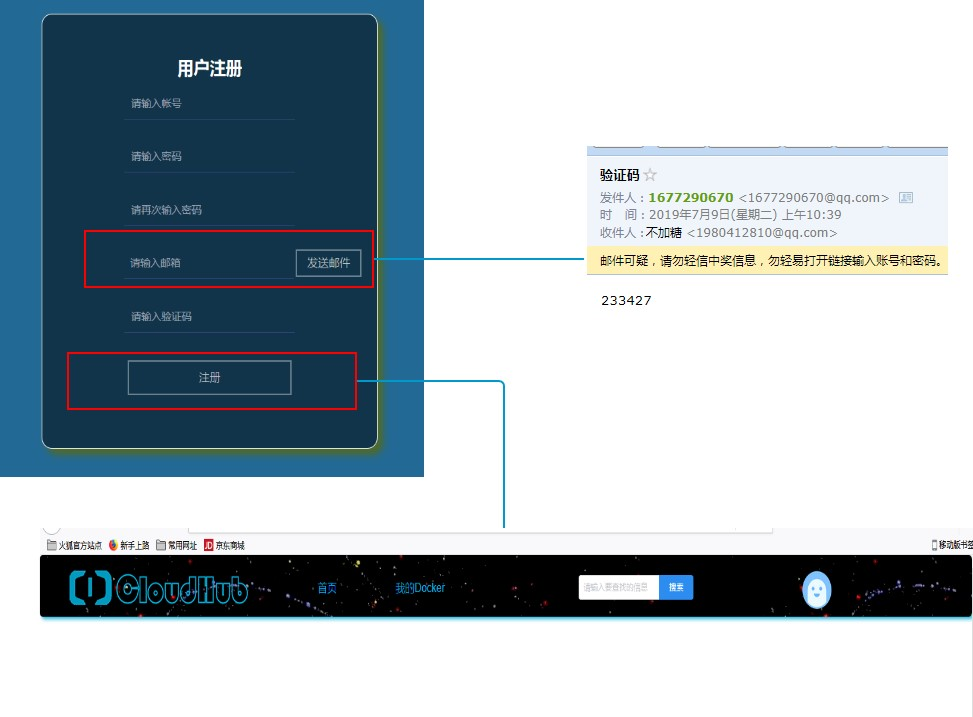 用户注册
请输入帐号
请输入密码
请再次输入密码
请输入邮箱
发送邮件
请输入验证码
注册
验证码
发件人：1677290670 <1677290670@qq.com>
时 间：2019年7月9日(星期二) 上午10:39
收件人：不加糖 <1980412810@qq.com>
邮件可疑，请勿轻信中奖信息，勿轻易打开链接输入账号和密码。
233427
火狐官方站点 新手上路 常用网址 JD 京东商城 移动版书签
CloudHub 首页 我的Docker 请输入要查找的信息 搜索